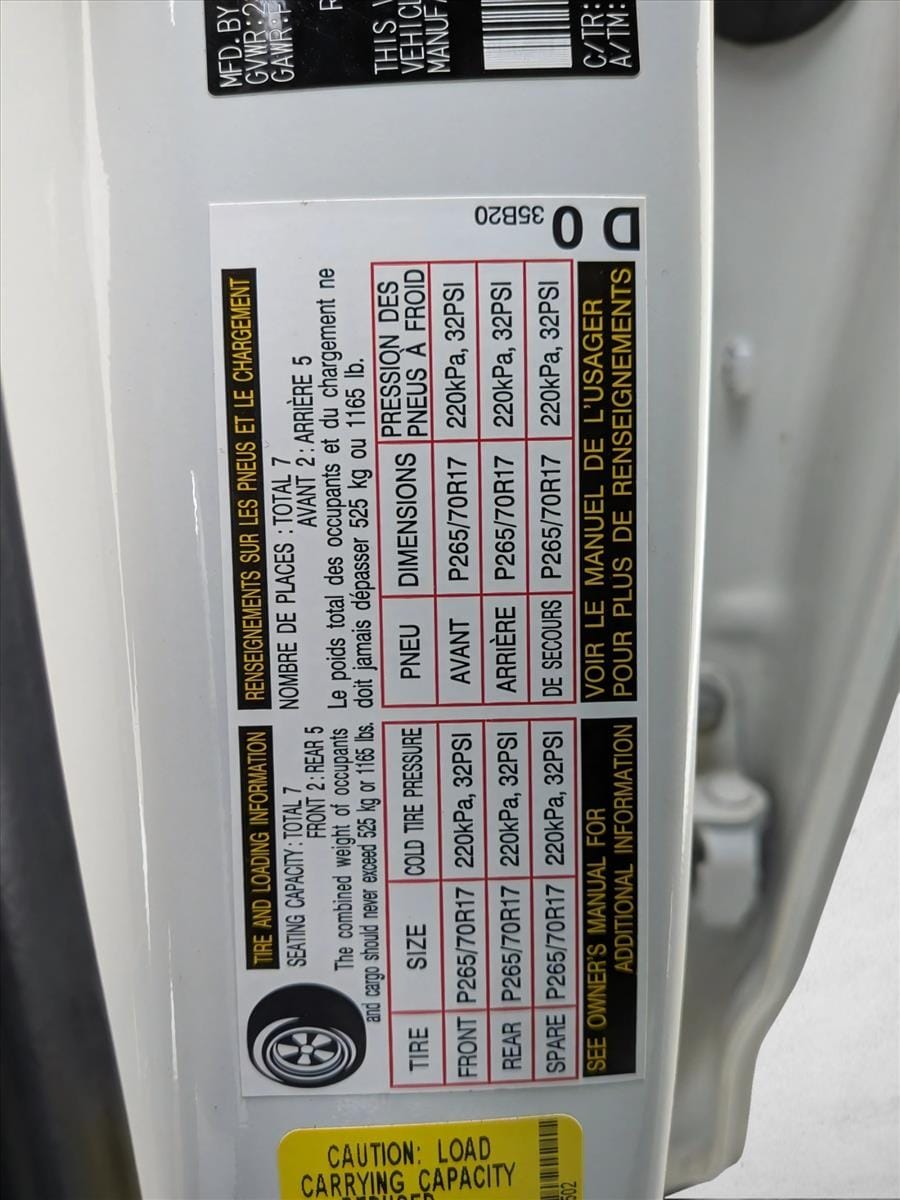 TIRE AND LOADING INFORMATION
SEATING CAPACITY: TOTAL 7
FRONT 2: REAR 5
The combined weight of occupants
and cargo should never exceed 525 kg or 1165 lbs.
TIRE SIZE COLD TIRE PRESSURE
FRONT P265/70R17 220kPa, 32PSI
REAR P265/70R17 220kPa, 32PSI
SPARE P265/70R17 220kPa, 32PSI
SEE OWNER'S MANUAL FOR
ADDITIONAL INFORMATION
RENSEIGNEMENTS SUR LES PNEUS ET LE CHARGEMENT
NOMBRE DE PLACES : TOTAL 7
AVANT 2: ARRIÈRE 5
Le poids total des occupants et du chargement ne
doit jamais dépasser 525 kg ou 1165 lb.
PNEU DIMENSIONS PRESSION DES
PNEUS À FROID
AVANT P265/70R17 220kPa, 32PSI
ARRIÈRE P265/70R17 220kPa, 32PSI
DE SECOURS P265/70R17 220kPa, 32PSI
VOIR LE MANUEL DE L'USAGER
POUR PLUS DE RENSEIGNEMENTS
35B20
D 0
MFD. BY
GVWR:
GAWR:
THIS
MANUF
C/TR:
A/TM:
CAUTION: LOAD
CARRYING CAPACITY